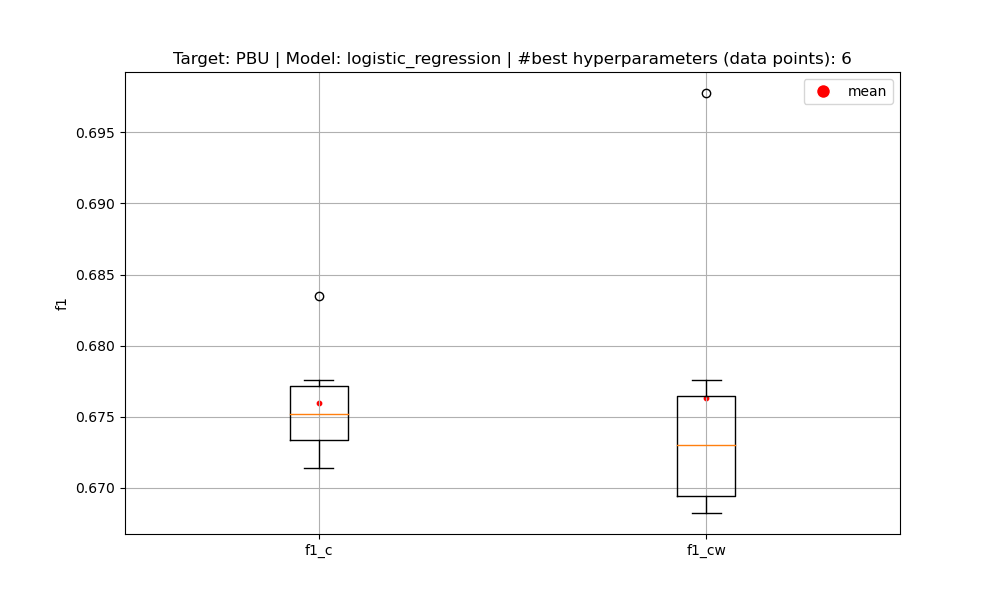 Target: PBU | Model: logistic_regression | #best hyperparameters (data points): 6
mean
0.695
0.690
0.685
0.680
0.675
0.670
f1
f1_c
f1_cw